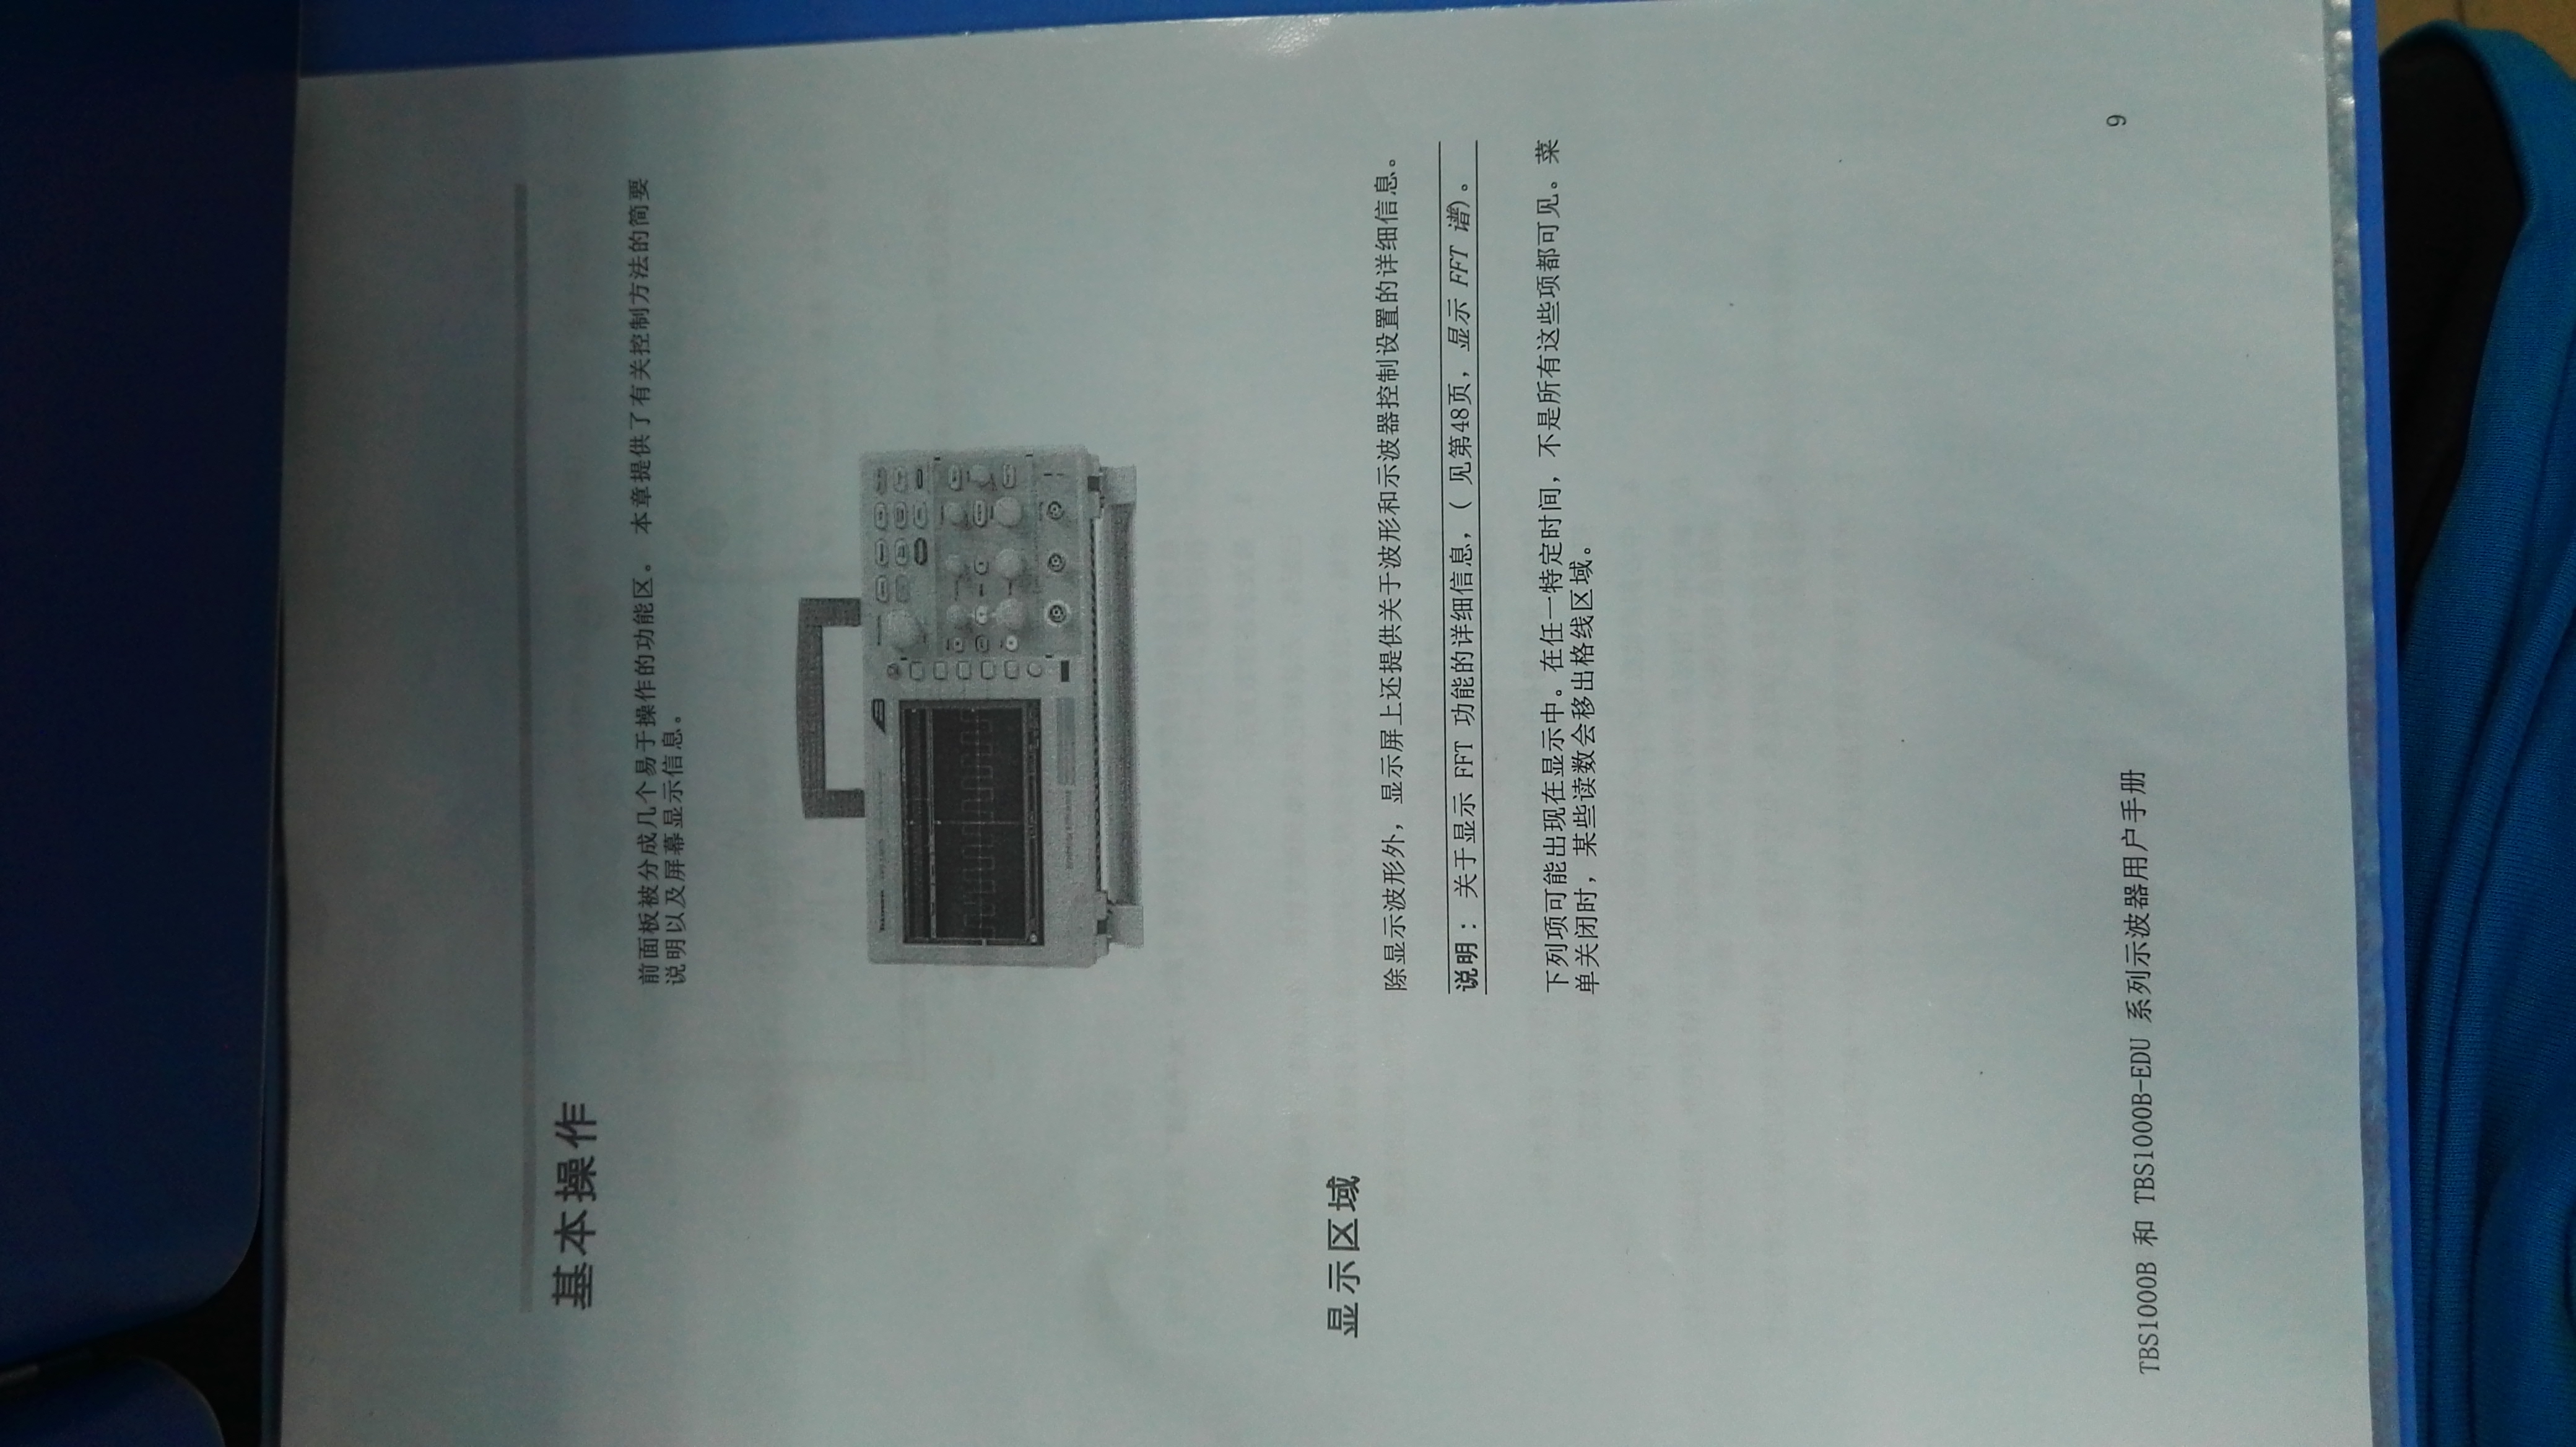 基本操作
前面板被分成几个易于操作的功能区。 本章提供了有关控制方法的简要
说明以及屏幕显示信息。
Tektronix
显示区域
除显示波形外，显示屏上还提供关于波形和示波器控制设置的详细信息。
说明： 关于显示 FFT 功能的详细信息，（ 见第48页， 显示 FFT 谱）。
下列项可能出现在显示中。在任一特定时间，不是所有这些项都可见。菜
单关闭时，某些读数会移出格线区域。
TBS1000B 和 TBS1000B-EDU 系列示波器用户手册
9